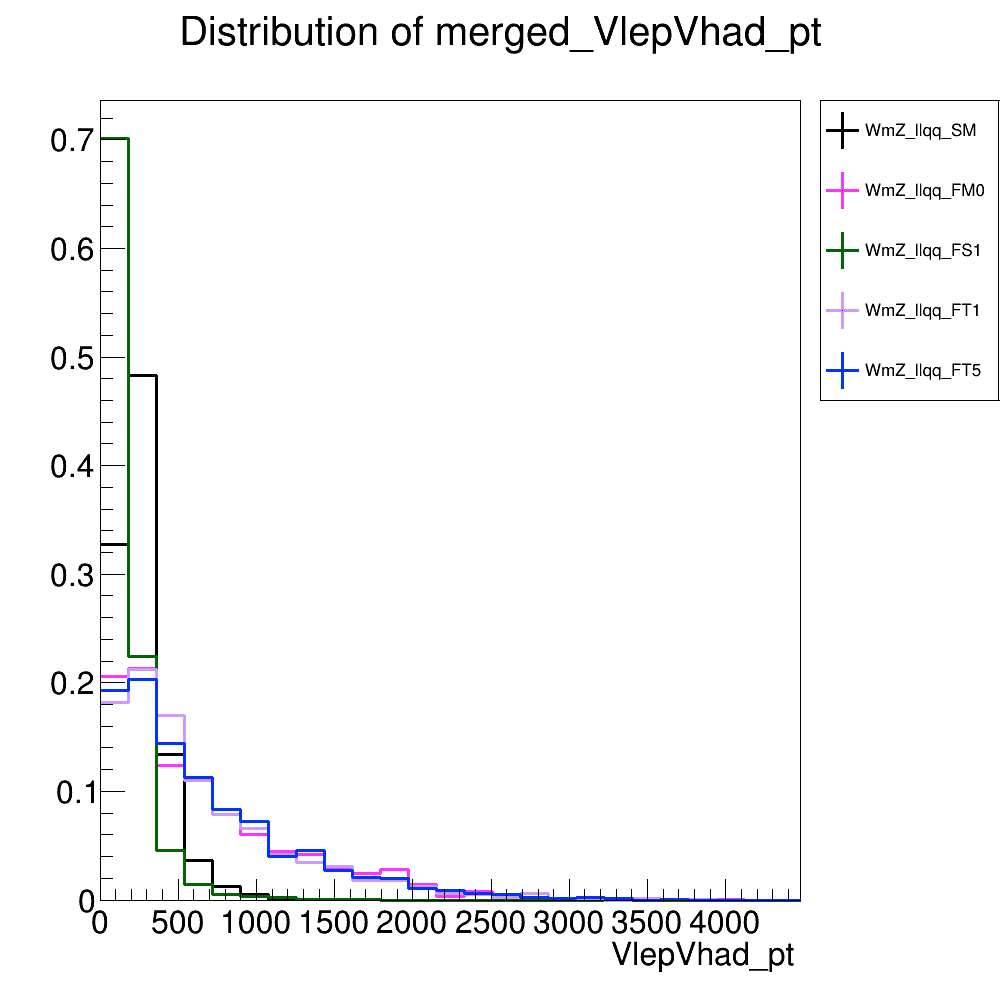 Distribution of merged_VlepVhad_pt
0.7
0.6
0.5
0.4
0.3
0.2
0.1
0
0 500 1000 1500 2000 2500 3000 3500 4000
VlepVhad_pt
WmZ_llqq_SM
WmZ_llqq_FM0
WmZ_llqq_FS1
WmZ_llqq_FT1
WmZ_llqq_FT5